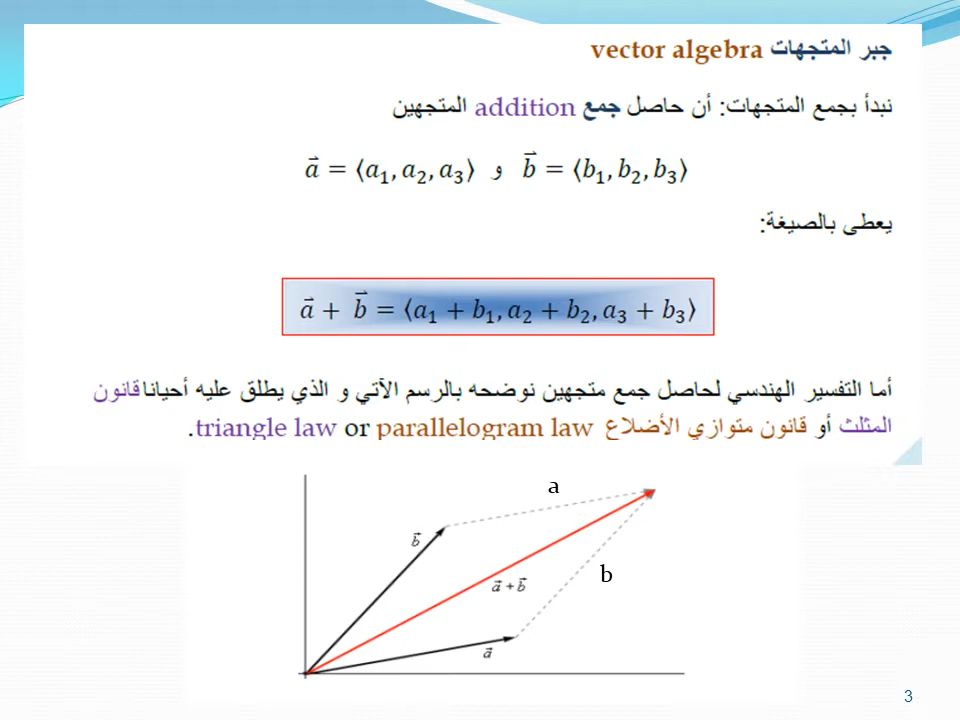 جبر المتجهات vector algebra
نبدأ بجمع المتجهات: أن حاصل جمع addition المتجهين
a⃗ = ⟨a₁, a₂, a₃⟩ و b⃗ = ⟨b₁, b₂, b₃⟩
يعطى بالصيغة:
a⃗ + b⃗ = ⟨a₁ + b₁, a₂ + b₂, a₃ + b₃⟩
أما التفسير الهندسي لحاصل جمع متجهين نوضحه بالرسم الآتي و الذي يطلق عليه أحيانا قانون
المثلث أو قانون متوازي الأضلاع triangle law or parallelogram law.
a
b⃗
b
a⃗ + b⃗
a⃗
3